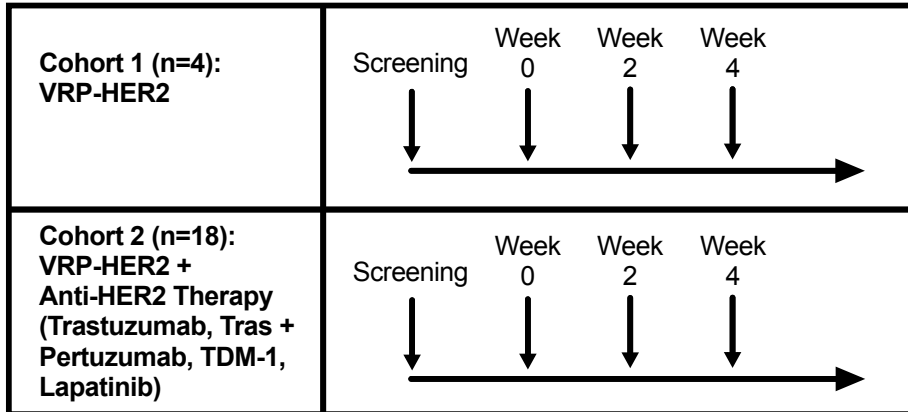 Cohort 1 (n=4):
VRP-HER2
Screening
Week
0
Week
2
Week
4
Cohort 2 (n=18):
VRP-HER2 +
Anti-HER2 Therapy
(Trastuzumab, Tras +
Pertuzumab, TDM-1,
Lapatinib)
Screening
Week
0
Week
2
Week
4